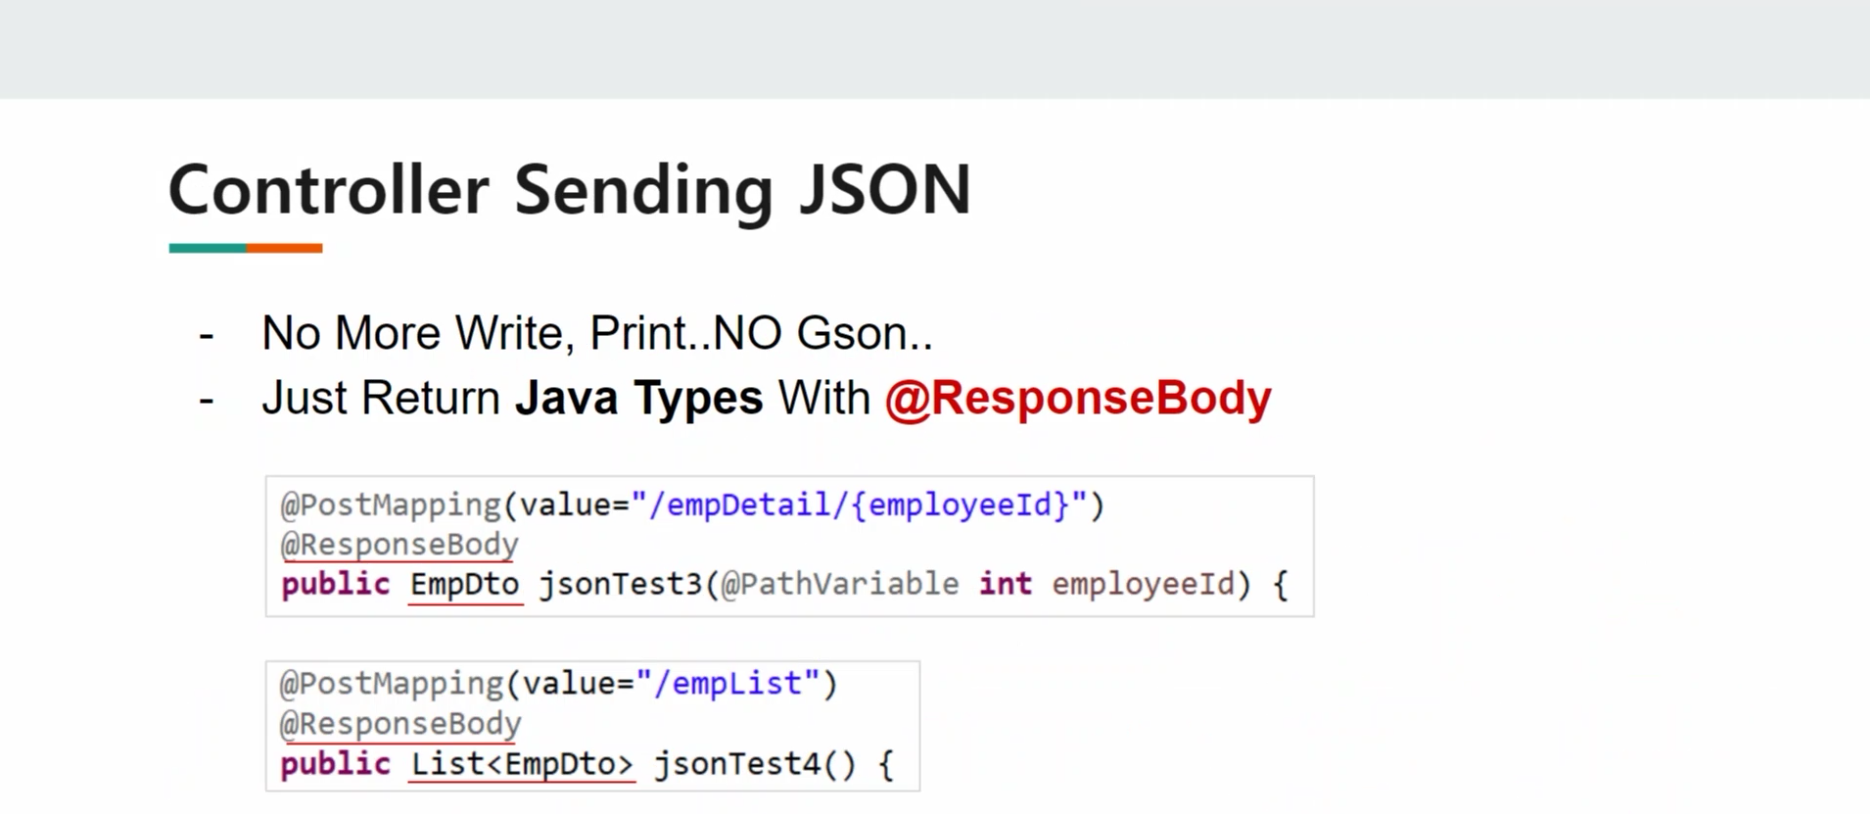 Controller Sending JSON
- No More Write, Print..NO Gson..
- Just Return Java Types With @ResponseBody
@PostMapping(value="/empDetail/{employeeId}")
@ResponseBody
public EmpDto jsonTest3(@PathVariable int employeeId) {
@PostMapping(value="/empList")
@ResponseBody
public List<EmpDto> jsonTest4() {